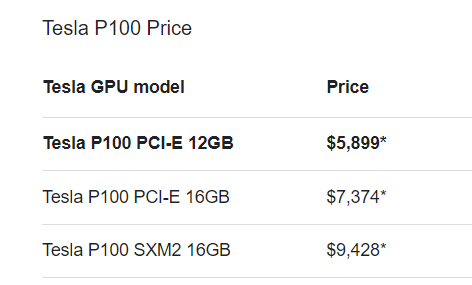 Tesla P100 Price
Tesla GPU model Price
Tesla P100 PCI-E 12GB $5,899*
Tesla P100 PCI-E 16GB $7,374*
Tesla P100 SXM2 16GB $9,428*